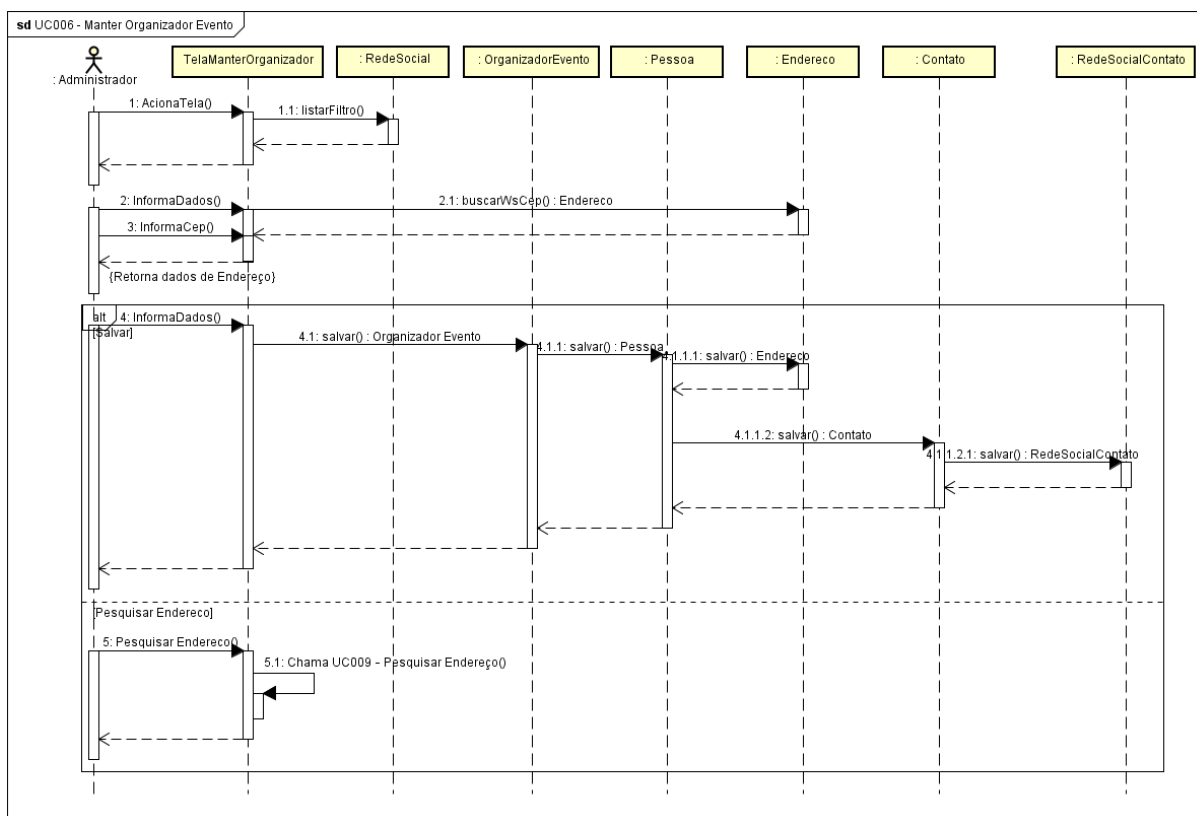 sd UC006 - Manter Organizador Evento
: Administrador
TelaManterOrganizador
: RedeSocial
: OrganizadorEvento
: Pessoa
: Endereco
: Contato
: RedeSocialContato
1: AcionaTela()
1.1: listarFiltro()
2: InformaDados()
2.1: buscarWsCep() : Endereco
3: InformaCep()
{Retorna dados de Endereço}
alt
4: InformaDados()
[Salvar]
4.1: salvar() : Organizador Evento
4.1.1: salvar() : Pessoa
4.1.1.1: salvar() : Endereco
4.1.1.2: salvar() : Contato
4.1.1.2.1: salvar() : RedeSocialContato
[Pesquisar Endereco]
5: Pesquisar Endereco()
5.1: Chama UC009 - Pesquisar Endereço()